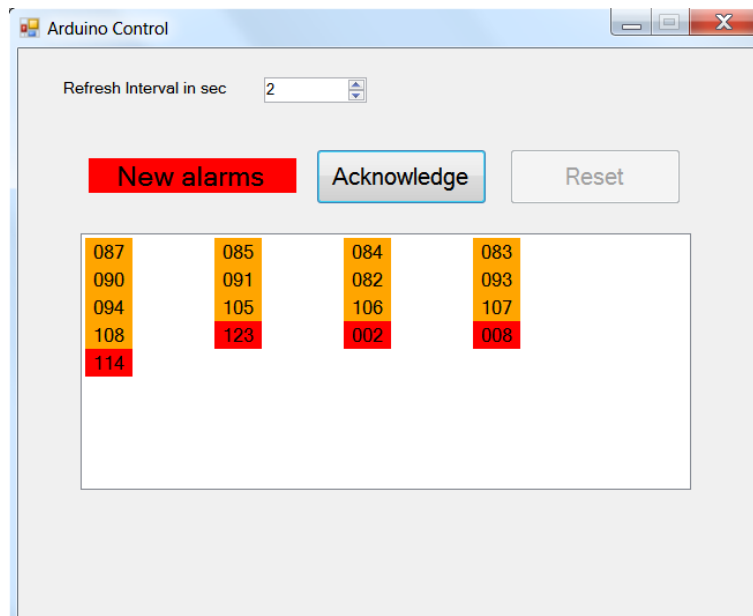 Arduino Control
Refresh Interval in sec 2
New alarms Acknowledge Reset
087 085 084 083
090 091 082 093
094 105 106 107
108 123 002 008
114